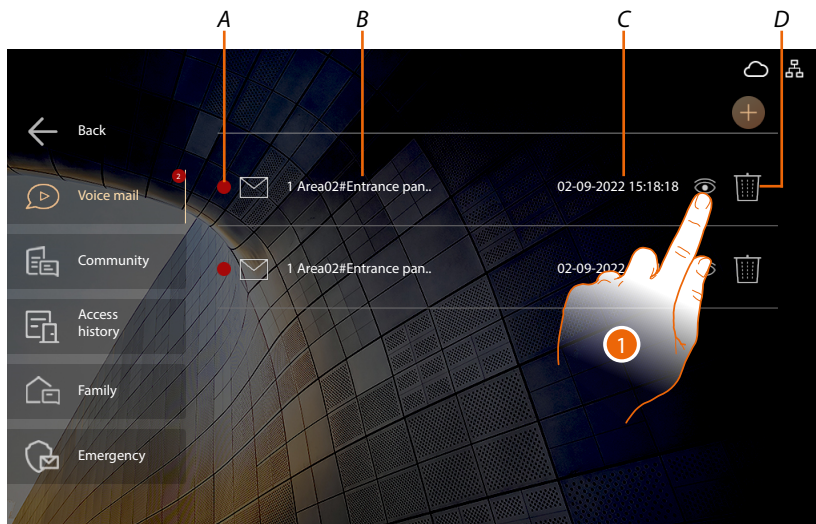 A B C D
Back
2
Voice mail
1 Area02#Entrance pan.. 02-09-2022 15:18:18
Community
1 Area02#Entrance pan.. 02-09-2022
Access
history
1
Family
Emergency